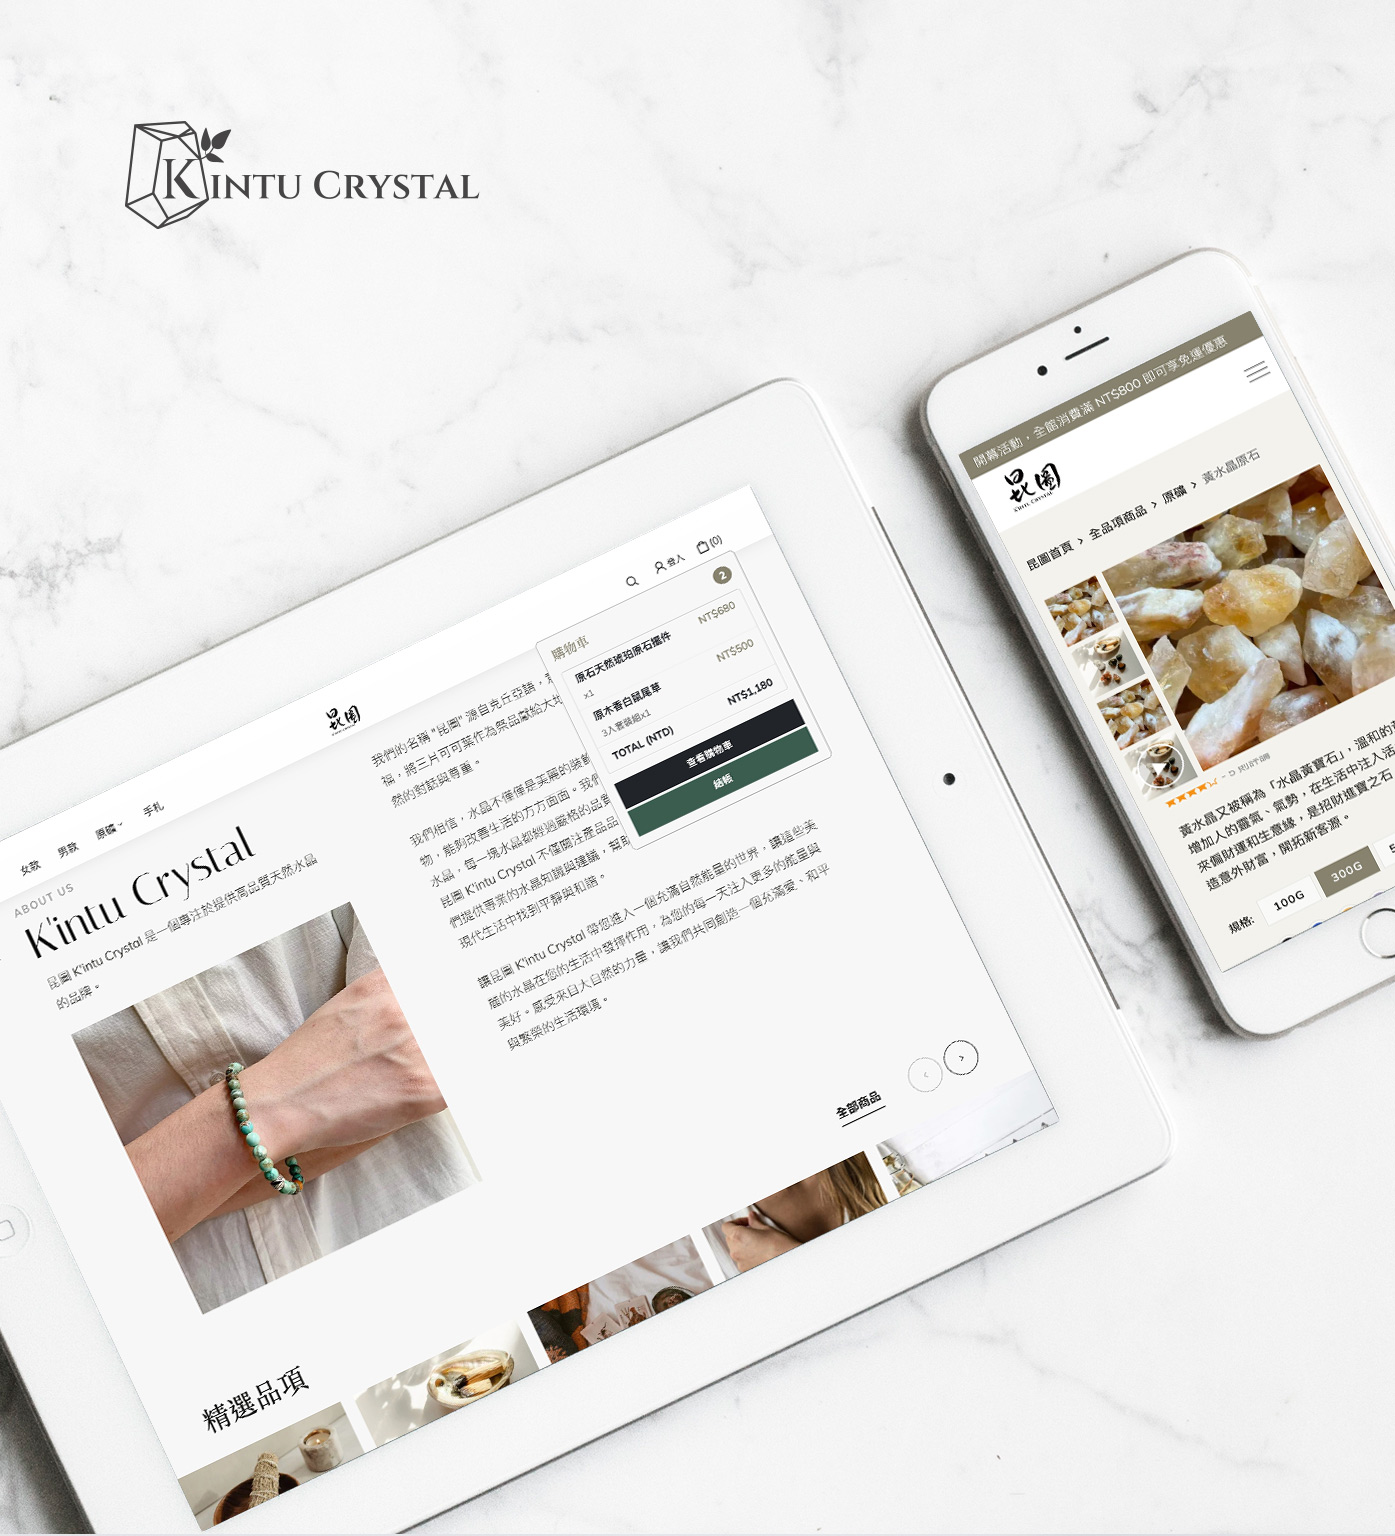 KINTU CRYSTAL
女款
男款
原礦
手札
昆圖
登入
(0)
ABOUT US
K'intu Crystal
昆圖 K'intu Crystal 是一個專注於提供高品質天然水晶
的品牌。
我們的名稱 "昆圖" 源自克丘亞語，
福，將三片可可葉作為祭品獻給大地
然的對話與尊重。
我們相信，水晶不僅僅是美麗的裝飾
物，能夠改善生活的方方面面。我們
水晶，每一塊水晶都經過嚴格的品質
昆圖 K'intu Crystal 不僅關注產品品
們提供專業的水晶知識與建議，幫助
現代生活中找到平靜與和諧。
讓昆圖 K'intu Crystal 帶您進入一個充滿自然能量的世界，讓這些美
麗的水晶在您的生活中發揮作用，為您的每一天注入更多的能量與
美好。感受來自大自然的力量，讓我們共同創造一個充滿愛、和平
與繁榮的生活環境。
購物車
2
原石天然琥珀原石擺件
NT$680
x1
原木香白鼠尾草
NT$500
3入套裝組x1
TOTAL (NTD)
NT$1,180
查看購物車
結帳
全部商品
精選品項
開幕活動，全館消費滿 NT$800 即可享免運優惠
昆圖
K'INTU CRYSTAL
昆圖首頁 > 全品項商品 > 原礦 > 黃水晶原石
黃水晶又被稱為「水晶黃寶石」，溫和的
增加人的靈氣、氣勢，在生活中注入活
來偏財運和生意緣，是招財進寶之石
造意外財富，開拓新客源。
規格:
100G
300G